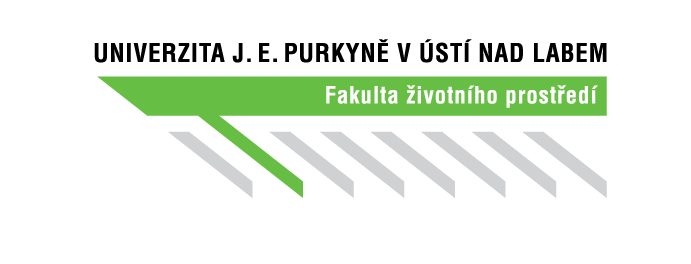 UNIVERZITA J. E. PURKYNĚ V ÚSTÍ NAD LABEM
Fakulta životního prostředí